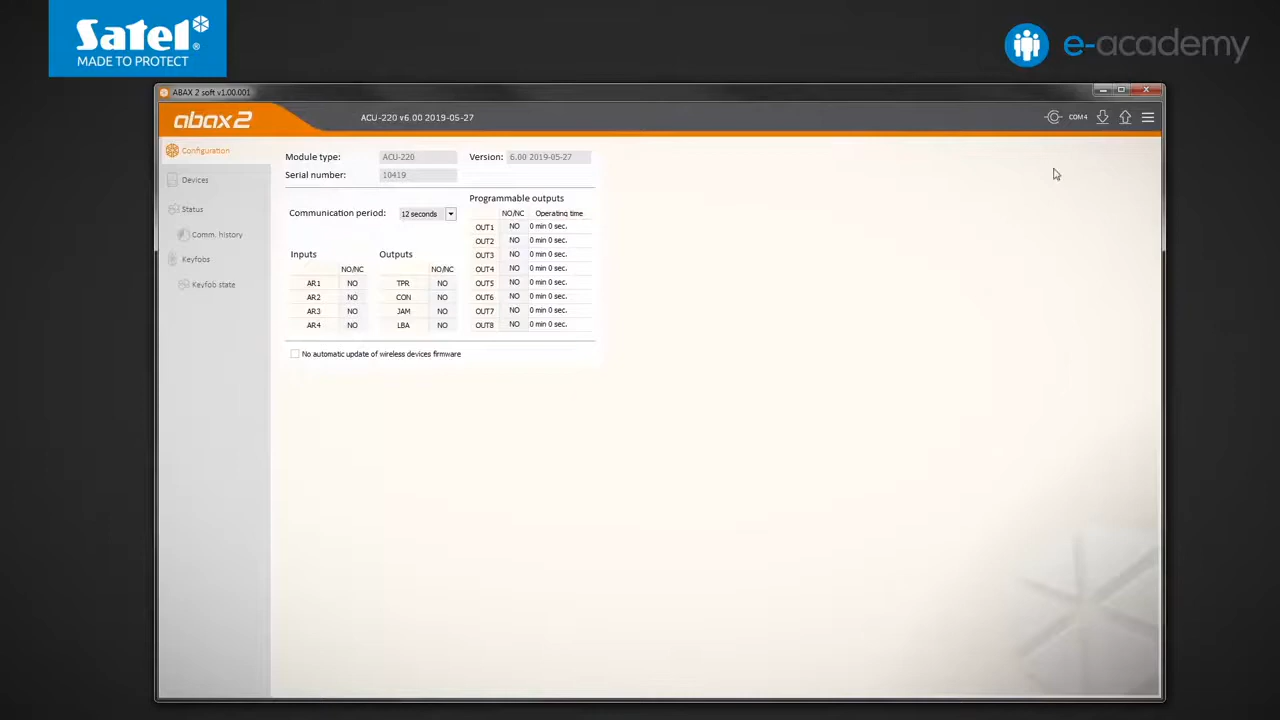 Satel®
MADE TO PROTECT
e-academy
ABAX 2 soft v1.00.001
abax2
ACU-220 v6.00 2019-05-27
COM4
Configuration
Devices
Status
Comm. history
Keyfobs
Keyfob state
Module type: ACU-220 Version: 6.00 2019-05-27
Serial number: 10419
Communication period: 12 seconds
Inputs
NO/NC
AR1 NO
AR2 NO
AR3 NO
AR4 NO
Outputs
NO/NC
TPR NO
CON NO
JAM NO
LBA NO
Programmable outputs
NO/NC Operating time
OUT1 NO 0 min 0 sec.
OUT2 NO 0 min 0 sec.
OUT3 NO 0 min 0 sec.
OUT4 NO 0 min 0 sec.
OUT5 NO 0 min 0 sec.
OUT6 NO 0 min 0 sec.
OUT7 NO 0 min 0 sec.
OUT8 NO 0 min 0 sec.
No automatic update of wireless devices firmware